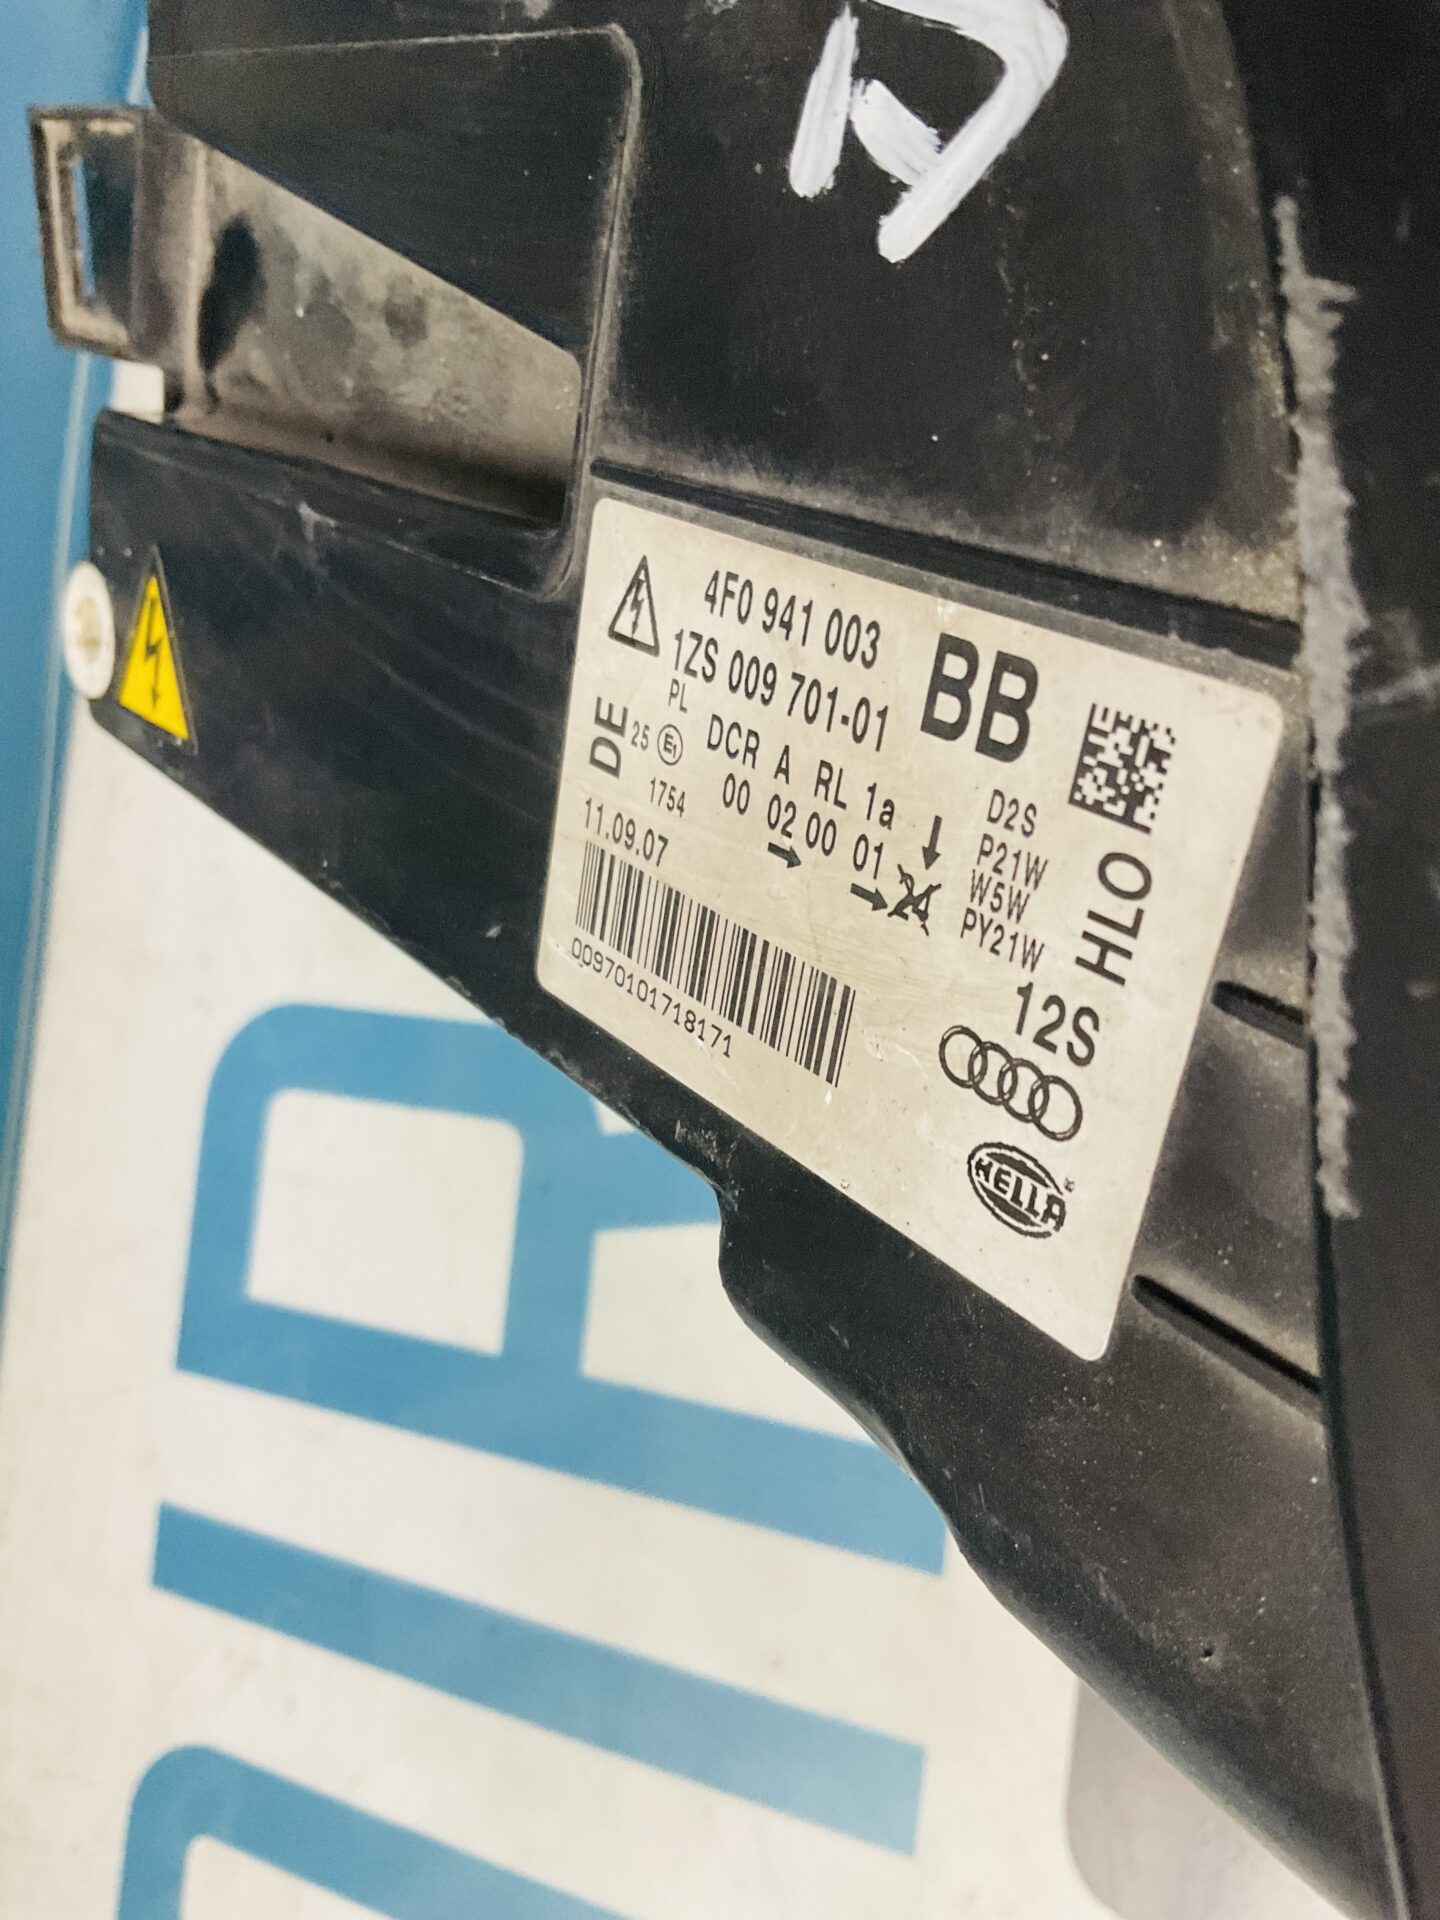 4F0 941 003
BB
1ZS 009 701-01
PL
DE
25 E1
1754
DCR A RL 1a
00 02 00 01 24
D2S
P21W
W5W
PY21W
HLO
11.09.07
12S
00970101718171
HELLA®